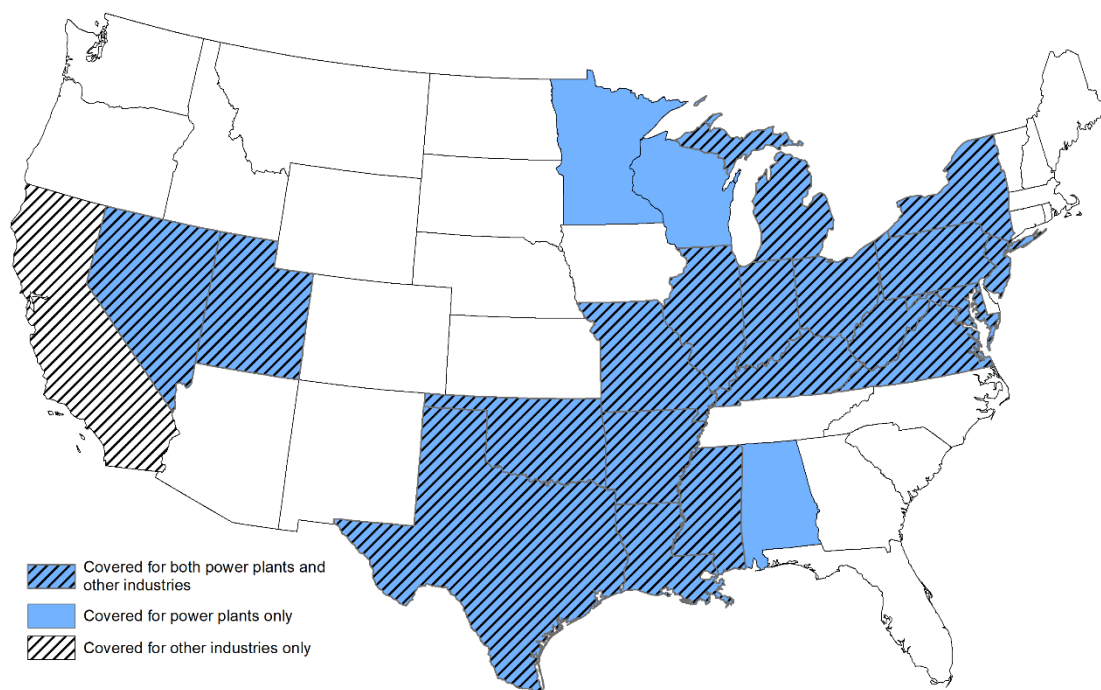 Covered for both power plants and
other industries
Covered for power plants only
Covered for other industries only